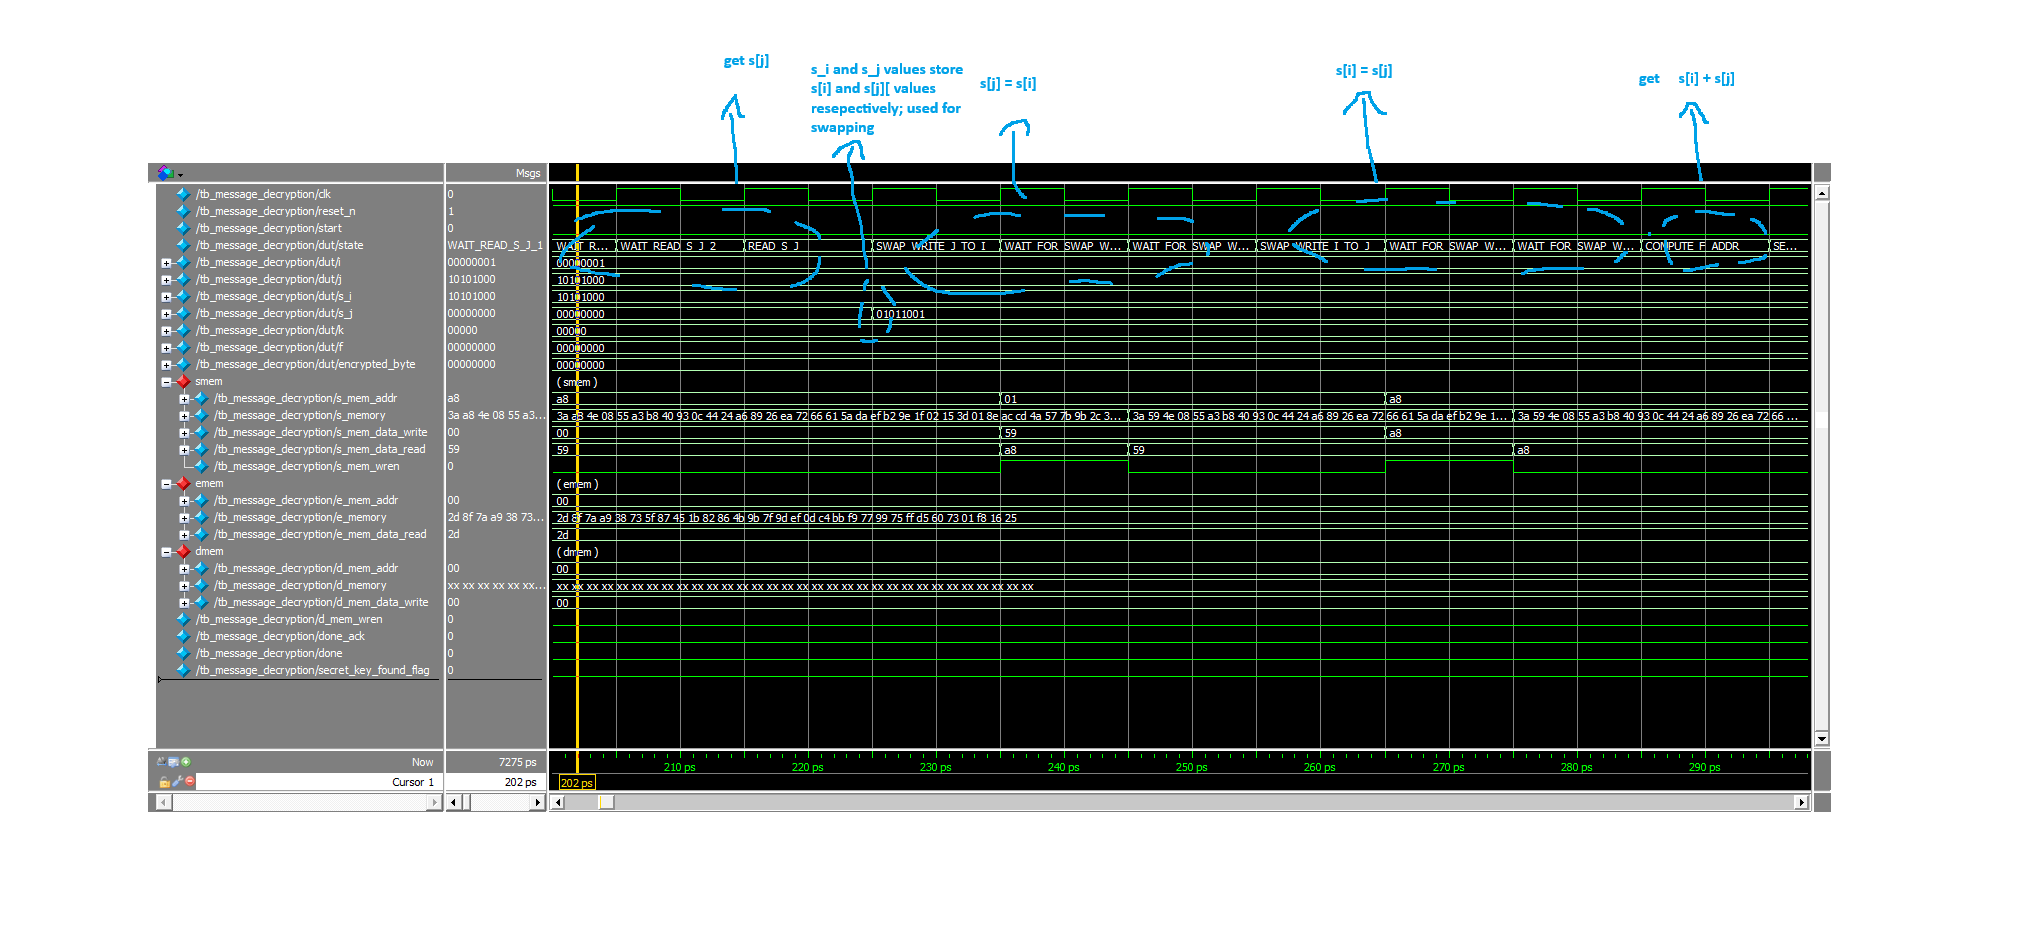 get s[j]
s_i and s_j values store
s[i] and s[j][ values
resepectively; used for
swapping
s[j] = s[i]
s[i] = s[j]
get s[i] + s[j]
Msgs
/tb_message_decryption/clk 0
/tb_message_decryption/reset_n 1
/tb_message_decryption/start 0
/tb_message_decryption/dut/state WAIT_READ_S_J_1 WAIT_R... WAIT_READ_S_J_2 READ_S_J SWAP_WRITE_J_TO_I WAIT_FOR_SWAP_W... WAIT_FOR_SWAP_W... SWAP_WRITE_I_TO_J WAIT_FOR_SWAP_W... WAIT_FOR_SWAP_W... COMPUTE_F_ADDR SE...
/tb_message_decryption/dut/i 00000001 00000001
/tb_message_decryption/dut/j 10101000 10101000
/tb_message_decryption/dut/s_i 10101000 10101000
/tb_message_decryption/dut/s_j 00000000 00000000 01011001
/tb_message_decryption/dut/k 00000 00000
/tb_message_decryption/dut/f 00000000 00000000
/tb_message_decryption/dut/encrypted_byte 00000000 00000000
smem (smem)
/tb_message_decryption/s_mem_addr a8 a8 01 a8
/tb_message_decryption/s_memory 3a a8 4e 08 55 a3... 3a a8 4e 08 55 a3 b8 40 93 0c 44 24 a6 89 26 ea 72 66 61 5a da ef b2 9e 1f 02 15 3d 01 8e ac cd 4a 57 7b 9b 2c 3... 3a 59 4e 08 55 a3 b8 40 93 0c 44 24 a6 89 26 ea 72 66 61 5a da ef b2 9e 1... 3a 59 4e 08 55 a3 b8 40 93 0c 44 24 a6 89 26 ea 72 66 ...
/tb_message_decryption/s_mem_data_write 00 00 59 a8
/tb_message_decryption/s_mem_data_read 59 59 a8 59 a8
/tb_message_decryption/s_mem_wren 0
emem (emem)
/tb_message_decryption/e_mem_addr 00 00
/tb_message_decryption/e_memory 2d 8f 7a a9 38 73... 2d 8f 7a a9 38 73 5f 87 45 1b 82 86 4b 9b 7f 9d ef 0d c4 bb f9 77 99 75 ff d5 60 73 01 f8 16 25
/tb_message_decryption/e_mem_data_read 2d 2d
dmem (dmem)
/tb_message_decryption/d_mem_addr 00 00
/tb_message_decryption/d_memory xx xx xx xx xx xx... xx xx xx xx xx xx xx xx xx xx xx xx xx xx xx xx xx xx xx xx xx xx xx xx xx xx xx xx xx xx xx xx
/tb_message_decryption/d_mem_data_write 00 00
/tb_message_decryption/d_mem_wren 0
/tb_message_decryption/done_ack 0
/tb_message_decryption/done 0
/tb_message_decryption/secret_key_found_flag 0
Now 7275 ps 210 ps 220 ps 230 ps 240 ps 250 ps 260 ps 270 ps 280 ps 290 ps
Cursor 1 202 ps 202 ps